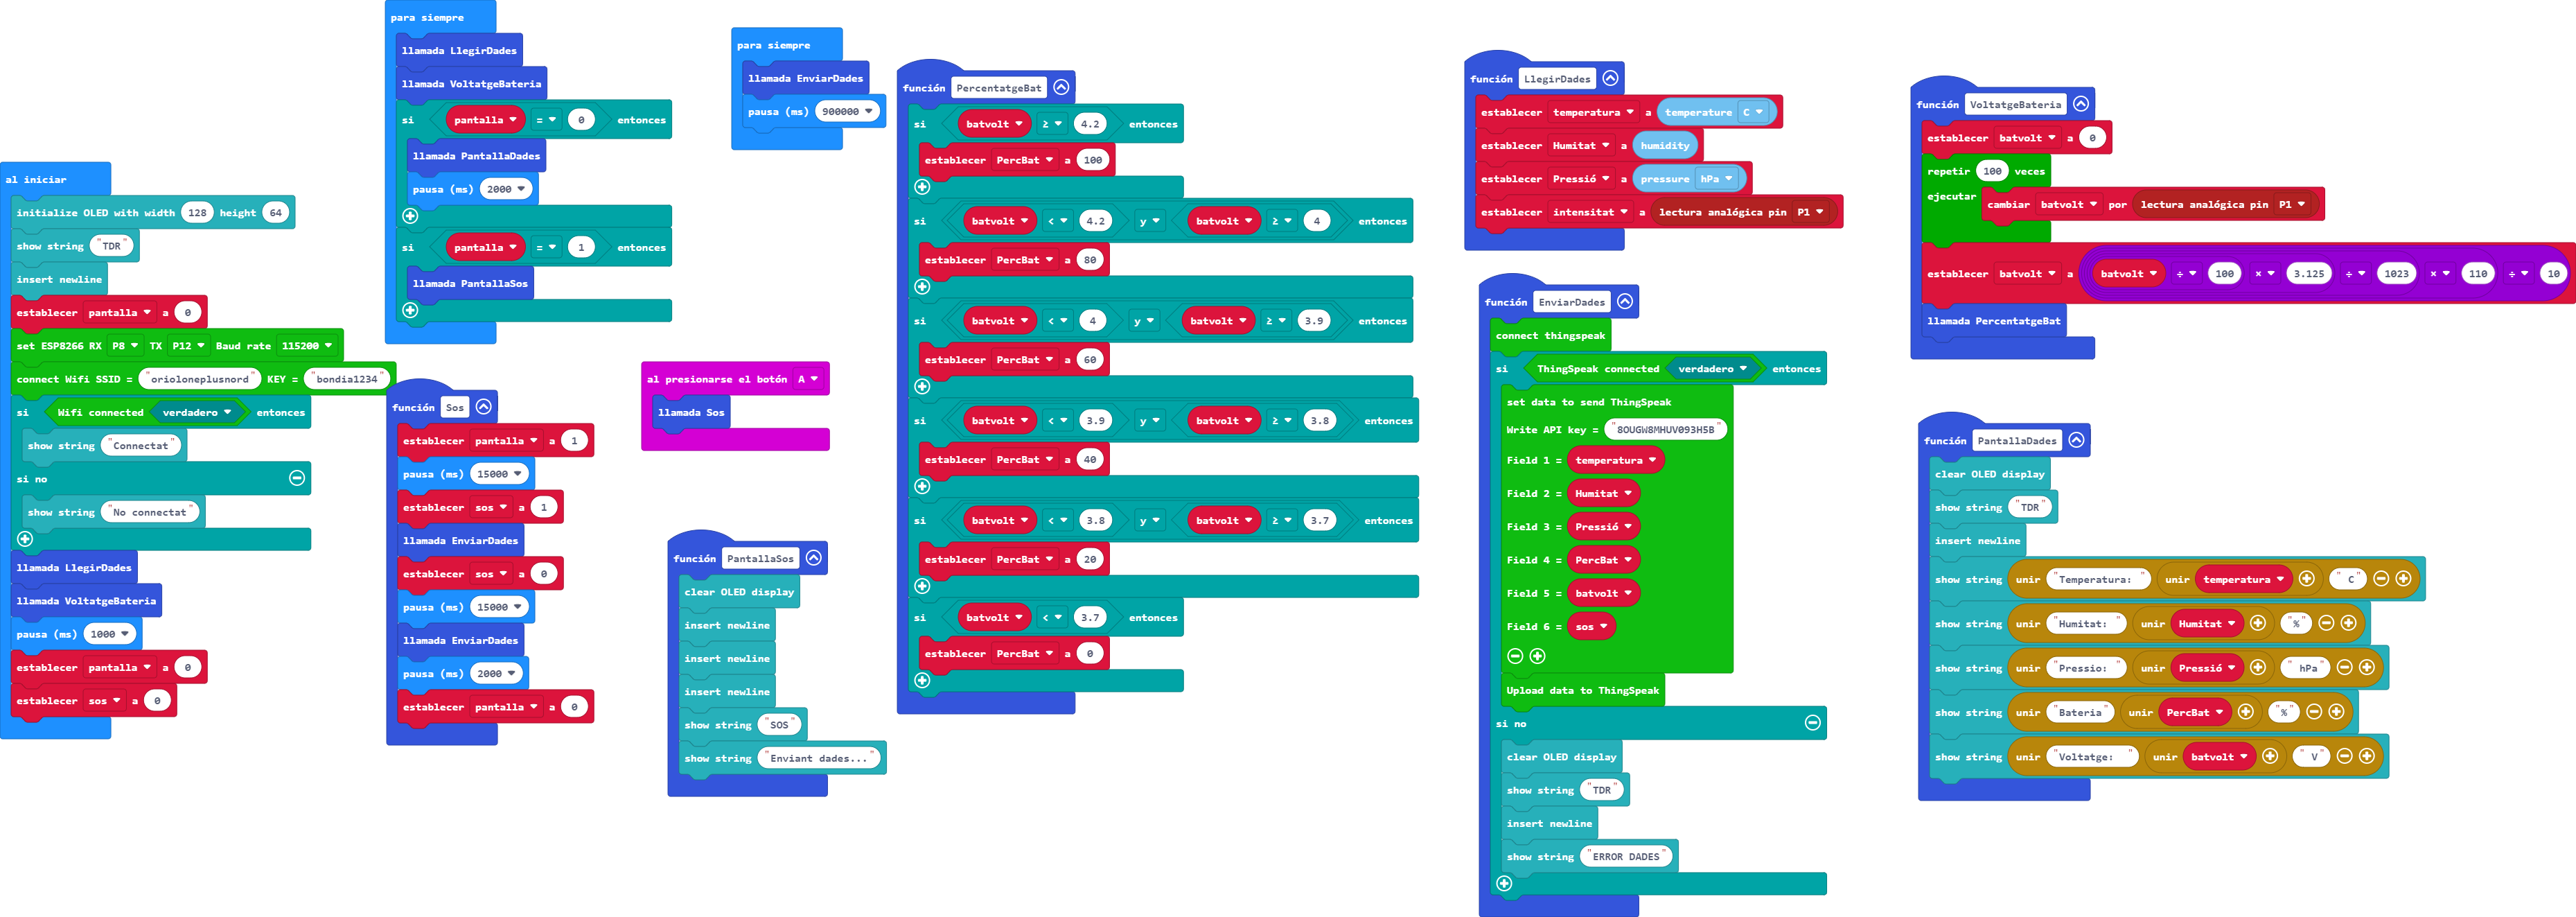 al iniciar
initialize OLED with width 128 height 64
show string "TDR"
insert newline
establecer pantalla a 0
set ESP8266 RX P8 TX P12 Baud rate 115200
connect Wifi SSID = "orioloneplusnord" KEY = "bondia1234"
si Wifi connected verdadero entonces
show string "Connectat"
si no
show string "No connectat"
llamada LlegirDades
llamada VoltatgeBateria
pausa (ms) 1000
establecer pantalla a 0
establecer sos a 0
para siempre
llamada LlegirDades
llamada VoltatgeBateria
si pantalla = 0 entonces
llamada PantallaDades
pausa (ms) 2000
si pantalla = 1 entonces
llamada PantallaSos
función Sos
establecer pantalla a 1
pausa (ms) 15000
establecer sos a 1
llamada EnviarDades
establecer sos a 0
pausa (ms) 15000
llamada EnviarDades
pausa (ms) 2000
establecer pantalla a 0
para siempre
llamada EnviarDades
pausa (ms) 900000
al presionarse el botón A
llamada Sos
función PantallaSos
clear OLED display
insert newline
insert newline
insert newline
show string "SOS"
show string "Enviant dades..."
función PercentatgeBat
si batvolt ≥ 4.2 entonces
establecer PercBat a 100
si batvolt < 4.2 y batvolt ≥ 4 entonces
establecer PercBat a 80
si batvolt < 4 y batvolt ≥ 3.9 entonces
establecer PercBat a 60
si batvolt < 3.9 y batvolt ≥ 3.8 entonces
establecer PercBat a 40
si batvolt < 3.8 y batvolt ≥ 3.7 entonces
establecer PercBat a 20
si batvolt < 3.7 entonces
establecer PercBat a 0
función LlegirDades
establecer temperatura a temperature C
establecer Humitat a humidity
establecer Pressió a pressure hPa
establecer intensitat a lectura analógica pin P1
función EnviarDades
connect thingspeak
si ThingSpeak connected verdadero entonces
set data to send ThingSpeak
Write API key = "8OUGW8MHUV093H5B"
Field 1 = temperatura
Field 2 = Humitat
Field 3 = Pressió
Field 4 = PercBat
Field 5 = batvolt
Field 6 = sos
Upload data to ThingSpeak
si no
clear OLED display
show string "TDR"
insert newline
show string "ERROR DADES"
función VoltatgeBateria
establecer batvolt a 0
repetir 100 veces
ejecutar cambiar batvolt por lectura analógica pin P1
establecer batvolt a batvolt ÷ 100 × 3.125 ÷ 1023 × 110 ÷ 10
llamada PercentatgeBat
función PantallaDades
clear OLED display
show string "TDR"
insert newline
show string unir "Temperatura: " unir temperatura " C"
show string unir "Humitat: " unir Humitat "%"
show string unir "Pressio: " unir Pressió " hPa"
show string unir "Bateria" unir PercBat "%"
show string unir "Voltatge: " unir batvolt " V"